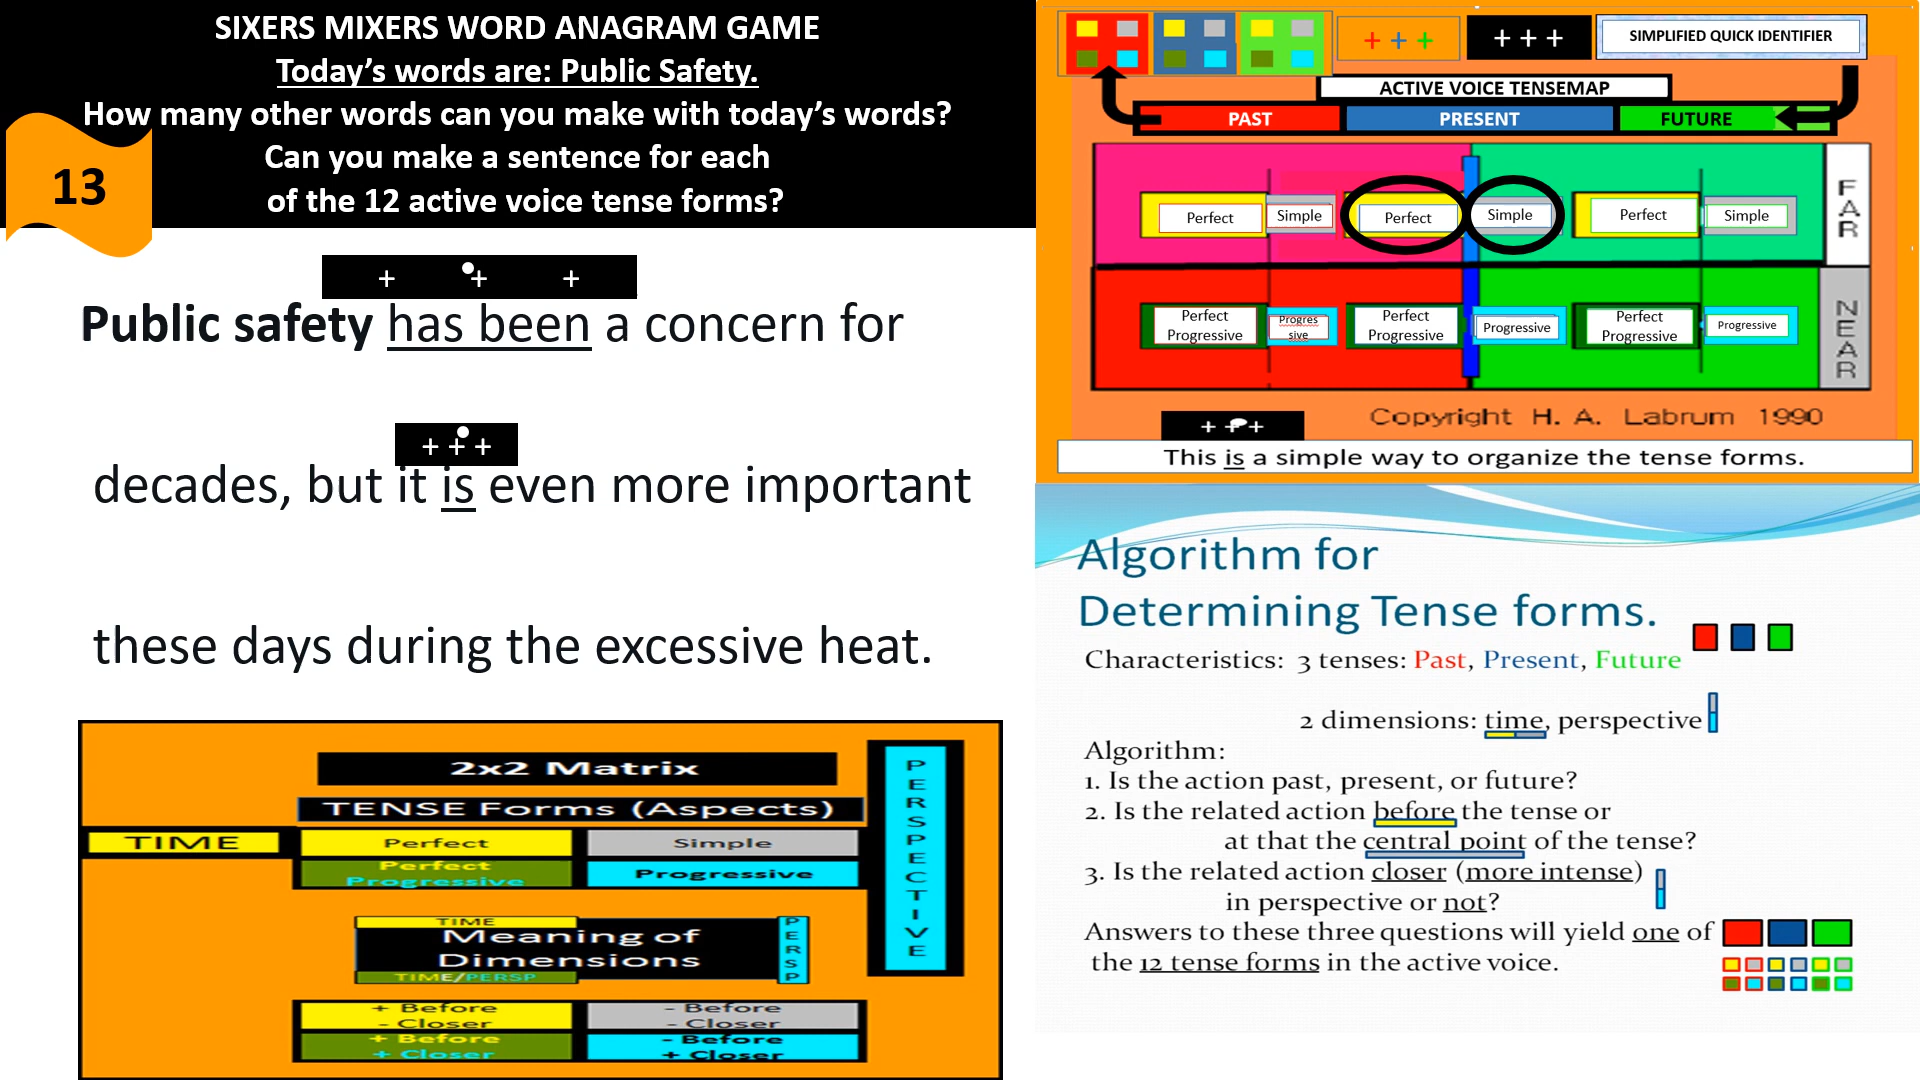 SIXERS MIXERS WORD ANAGRAM GAME
Today's words are: Public Safety.
How many other words can you make with today's words?
Can you make a sentence for each
of the 12 active voice tense forms?
13
+ + +
Public safety has been a concern for
+ + +
decades, but it is even more important
these days during the excessive heat.
2x2 Matrix
TENSE Forms (Aspects)
TIME
Perfect
Simple
Perfect
Progressive
Progressive
PERSPECTIVE
TIME
Meaning of
Dimensions
TIME/PERSP
PERSP
+ Before
- Closer
- Before
- Closer
+ Before
+ Closer
- Before
+ Closer
+ + +
+ + +
SIMPLIFIED QUICK IDENTIFIER
ACTIVE VOICE TENSEMAP
PAST
PRESENT
FUTURE
Perfect
Simple
Perfect
Simple
Perfect
Simple
FAR
Perfect
Progressive
Progres
sive
Perfect
Progressive
Progressive
Perfect
Progressive
Progressive
NEAR
Copyright H. A. Labrum 1990
+ + +
This is a simple way to organize the tense forms.
Algorithm for
Determining Tense forms.
Characteristics: 3 tenses: Past, Present, Future
2 dimensions: time, perspective
Algorithm:
1. Is the action past, present, or future?
2. Is the related action before the tense or
at that the central point of the tense?
3. Is the related action closer (more intense)
in perspective or not?
Answers to these three questions will yield one of
the 12 tense forms in the active voice.